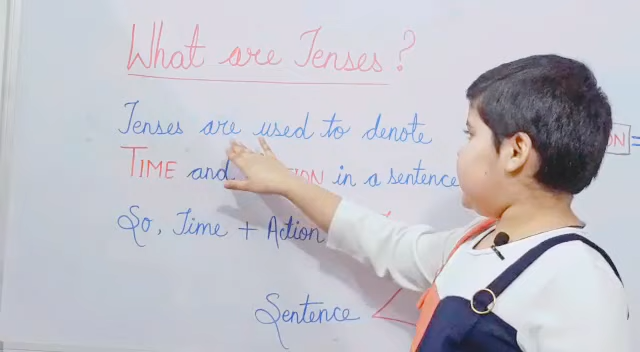 What are Tenses?
Tenses are used to denote
TIME and ACTION in a sentence
So, Time + Action
Sentence